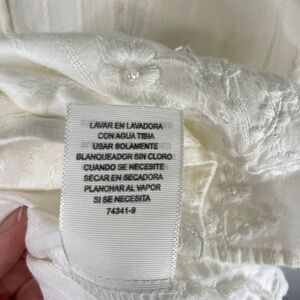 LAVAR EN LAVADORA
CON AGUA TIBIA
USAR SOLAMENTE
BLANQUEADOR SIN CLORO
CUANDO SE NECESITE
SECAR EN SECADORA
PLANCHAR AL VAPOR
SI SE NECESITA
74341-9